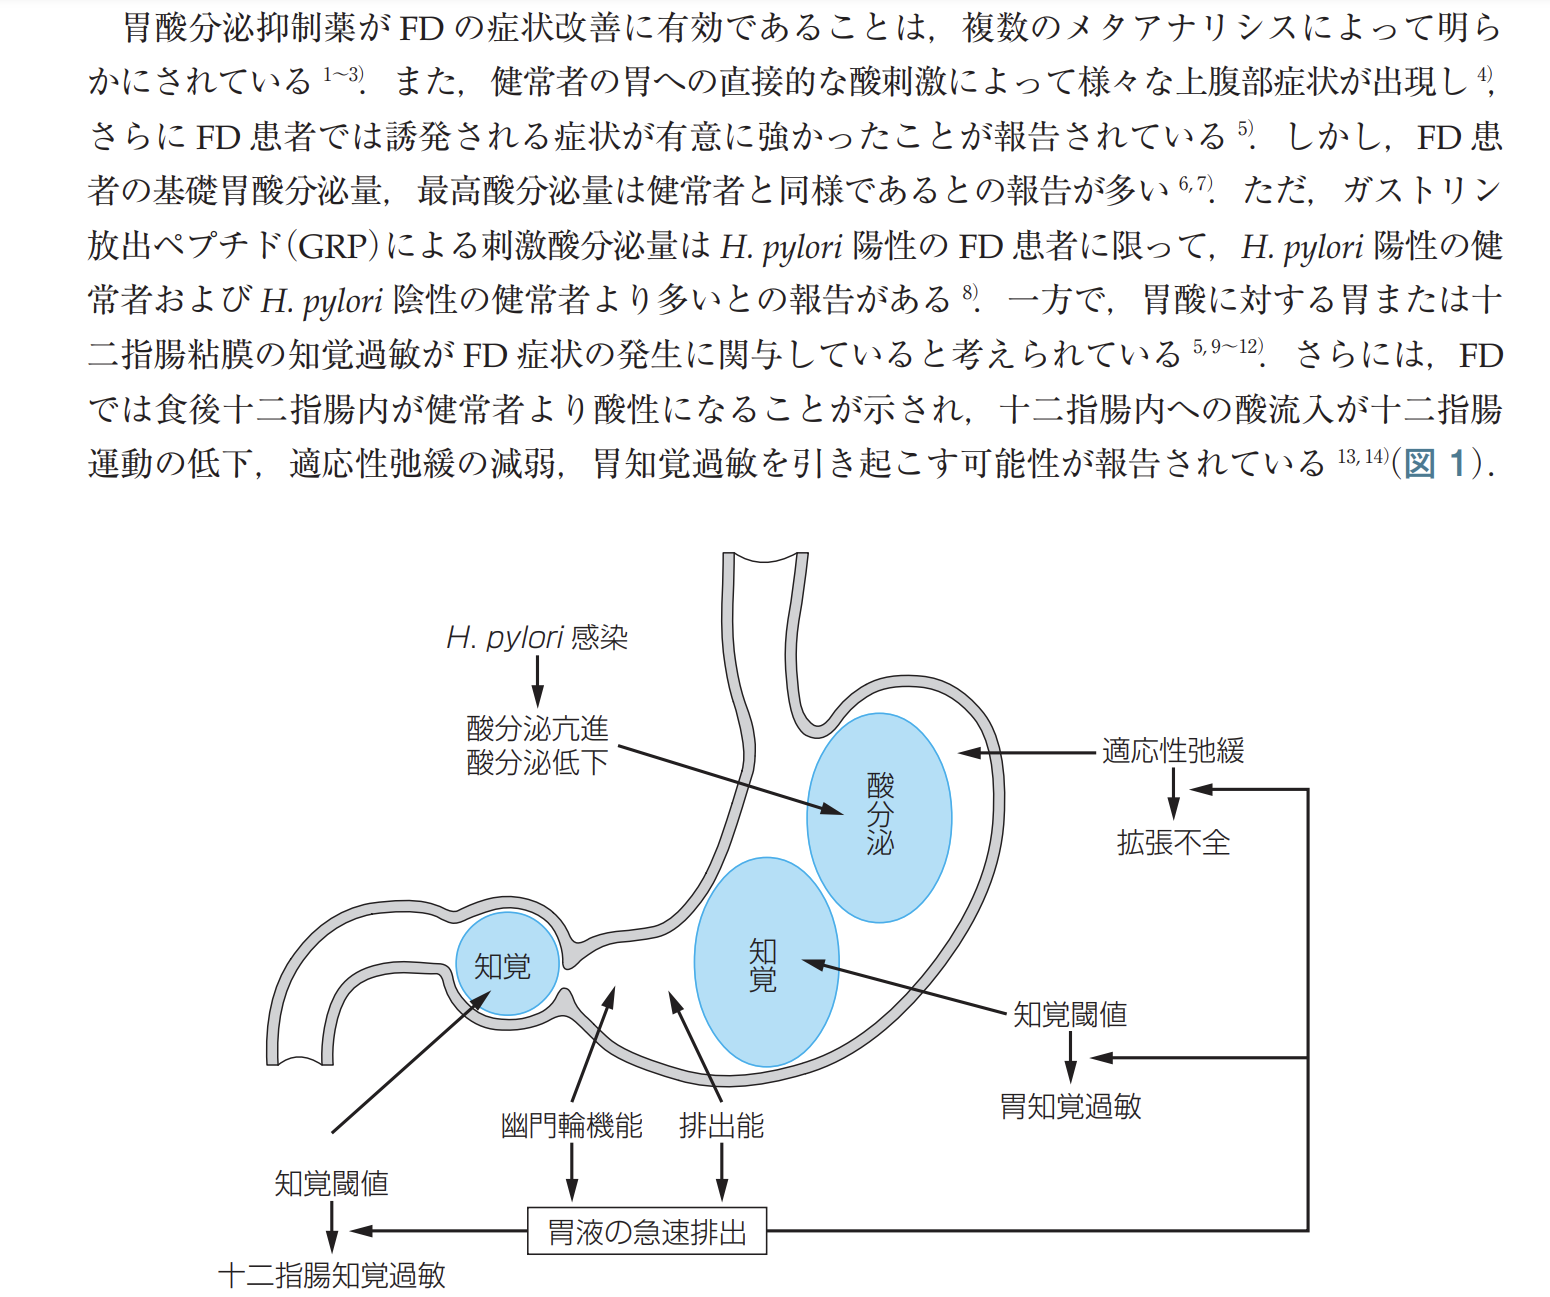 胃酸分泌抑制薬が FD の症状改善に有効であることは，複数のメタアナリシスによって明ら
かにされている 1〜3)．また，健常者の胃への直接的な酸刺激によって様々な上腹部症状が出現し 4)，
さらに FD 患者では誘発される症状が有意に強かったことが報告されている 5)．しかし，FD 患
者の基礎胃酸分泌量，最高酸分泌量は健常者と同様であるとの報告が多い 6, 7)．ただ，ガストリン
放出ペプチド（GRP）による刺激酸分泌量は H. pylori 陽性の FD 患者に限って，H. pylori 陽性の健
常者および H. pylori 陰性の健常者より多いとの報告がある 8)．一方で，胃酸に対する胃または十
二指腸粘膜の知覚過敏が FD 症状の発生に関与していると考えられている 5, 9〜12)．さらには，FD
では食後十二指腸内が健常者より酸性になることが示され，十二指腸内への酸流入が十二指腸
運動の低下，適応性弛緩の減弱，胃知覚過敏を引き起こす可能性が報告されている 13, 14)（図 1）．
H. pylori 感染
酸分泌亢進
酸分泌低下
酸分泌
適応性弛緩
拡張不全
知覚
知覚
知覚閾値
胃知覚過敏
幽門輪機能
排出能
知覚閾値
胃液の急速排出
十二指腸知覚過敏